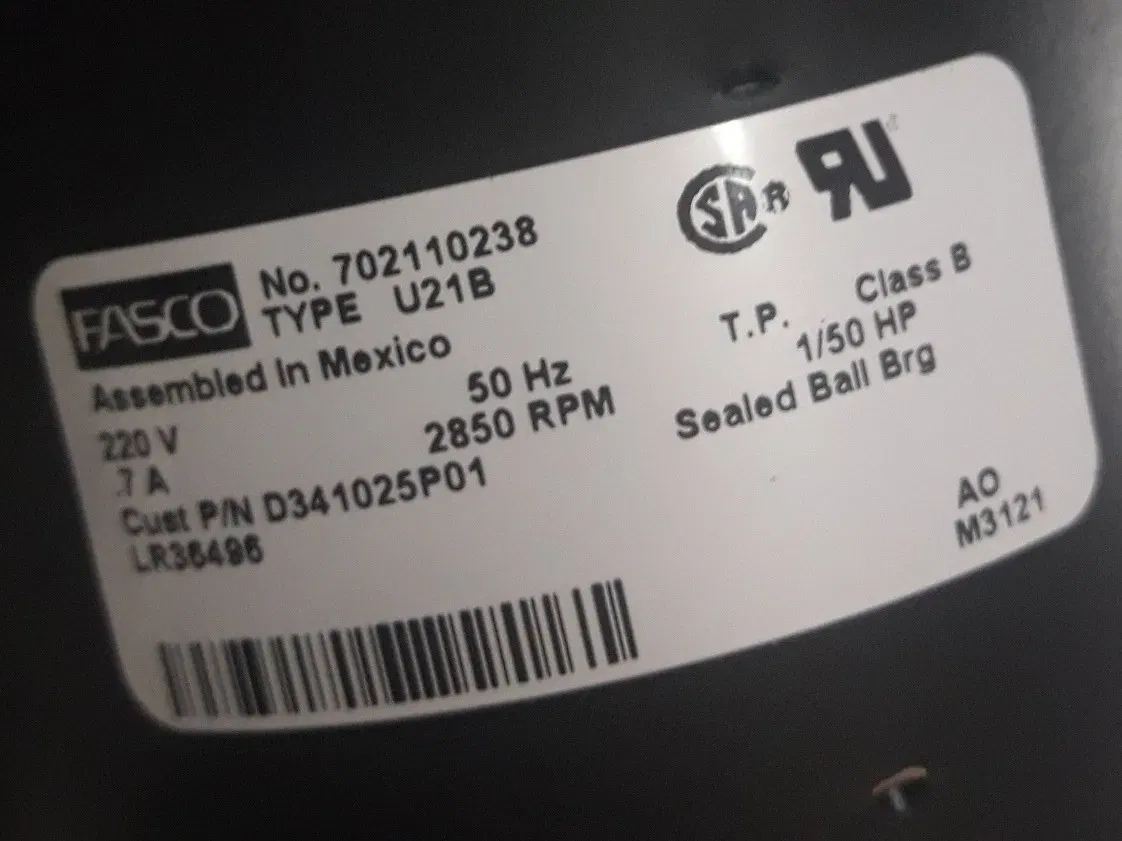 FASCO
No. 702110238
TYPE U21B
Assembled In Mexico
220 V 50 Hz
.7 A 2850 RPM
Cust P/N D341025P01
LR36496
T.P. Class B
1/50 HP
Sealed Ball Brg
AO
M3121